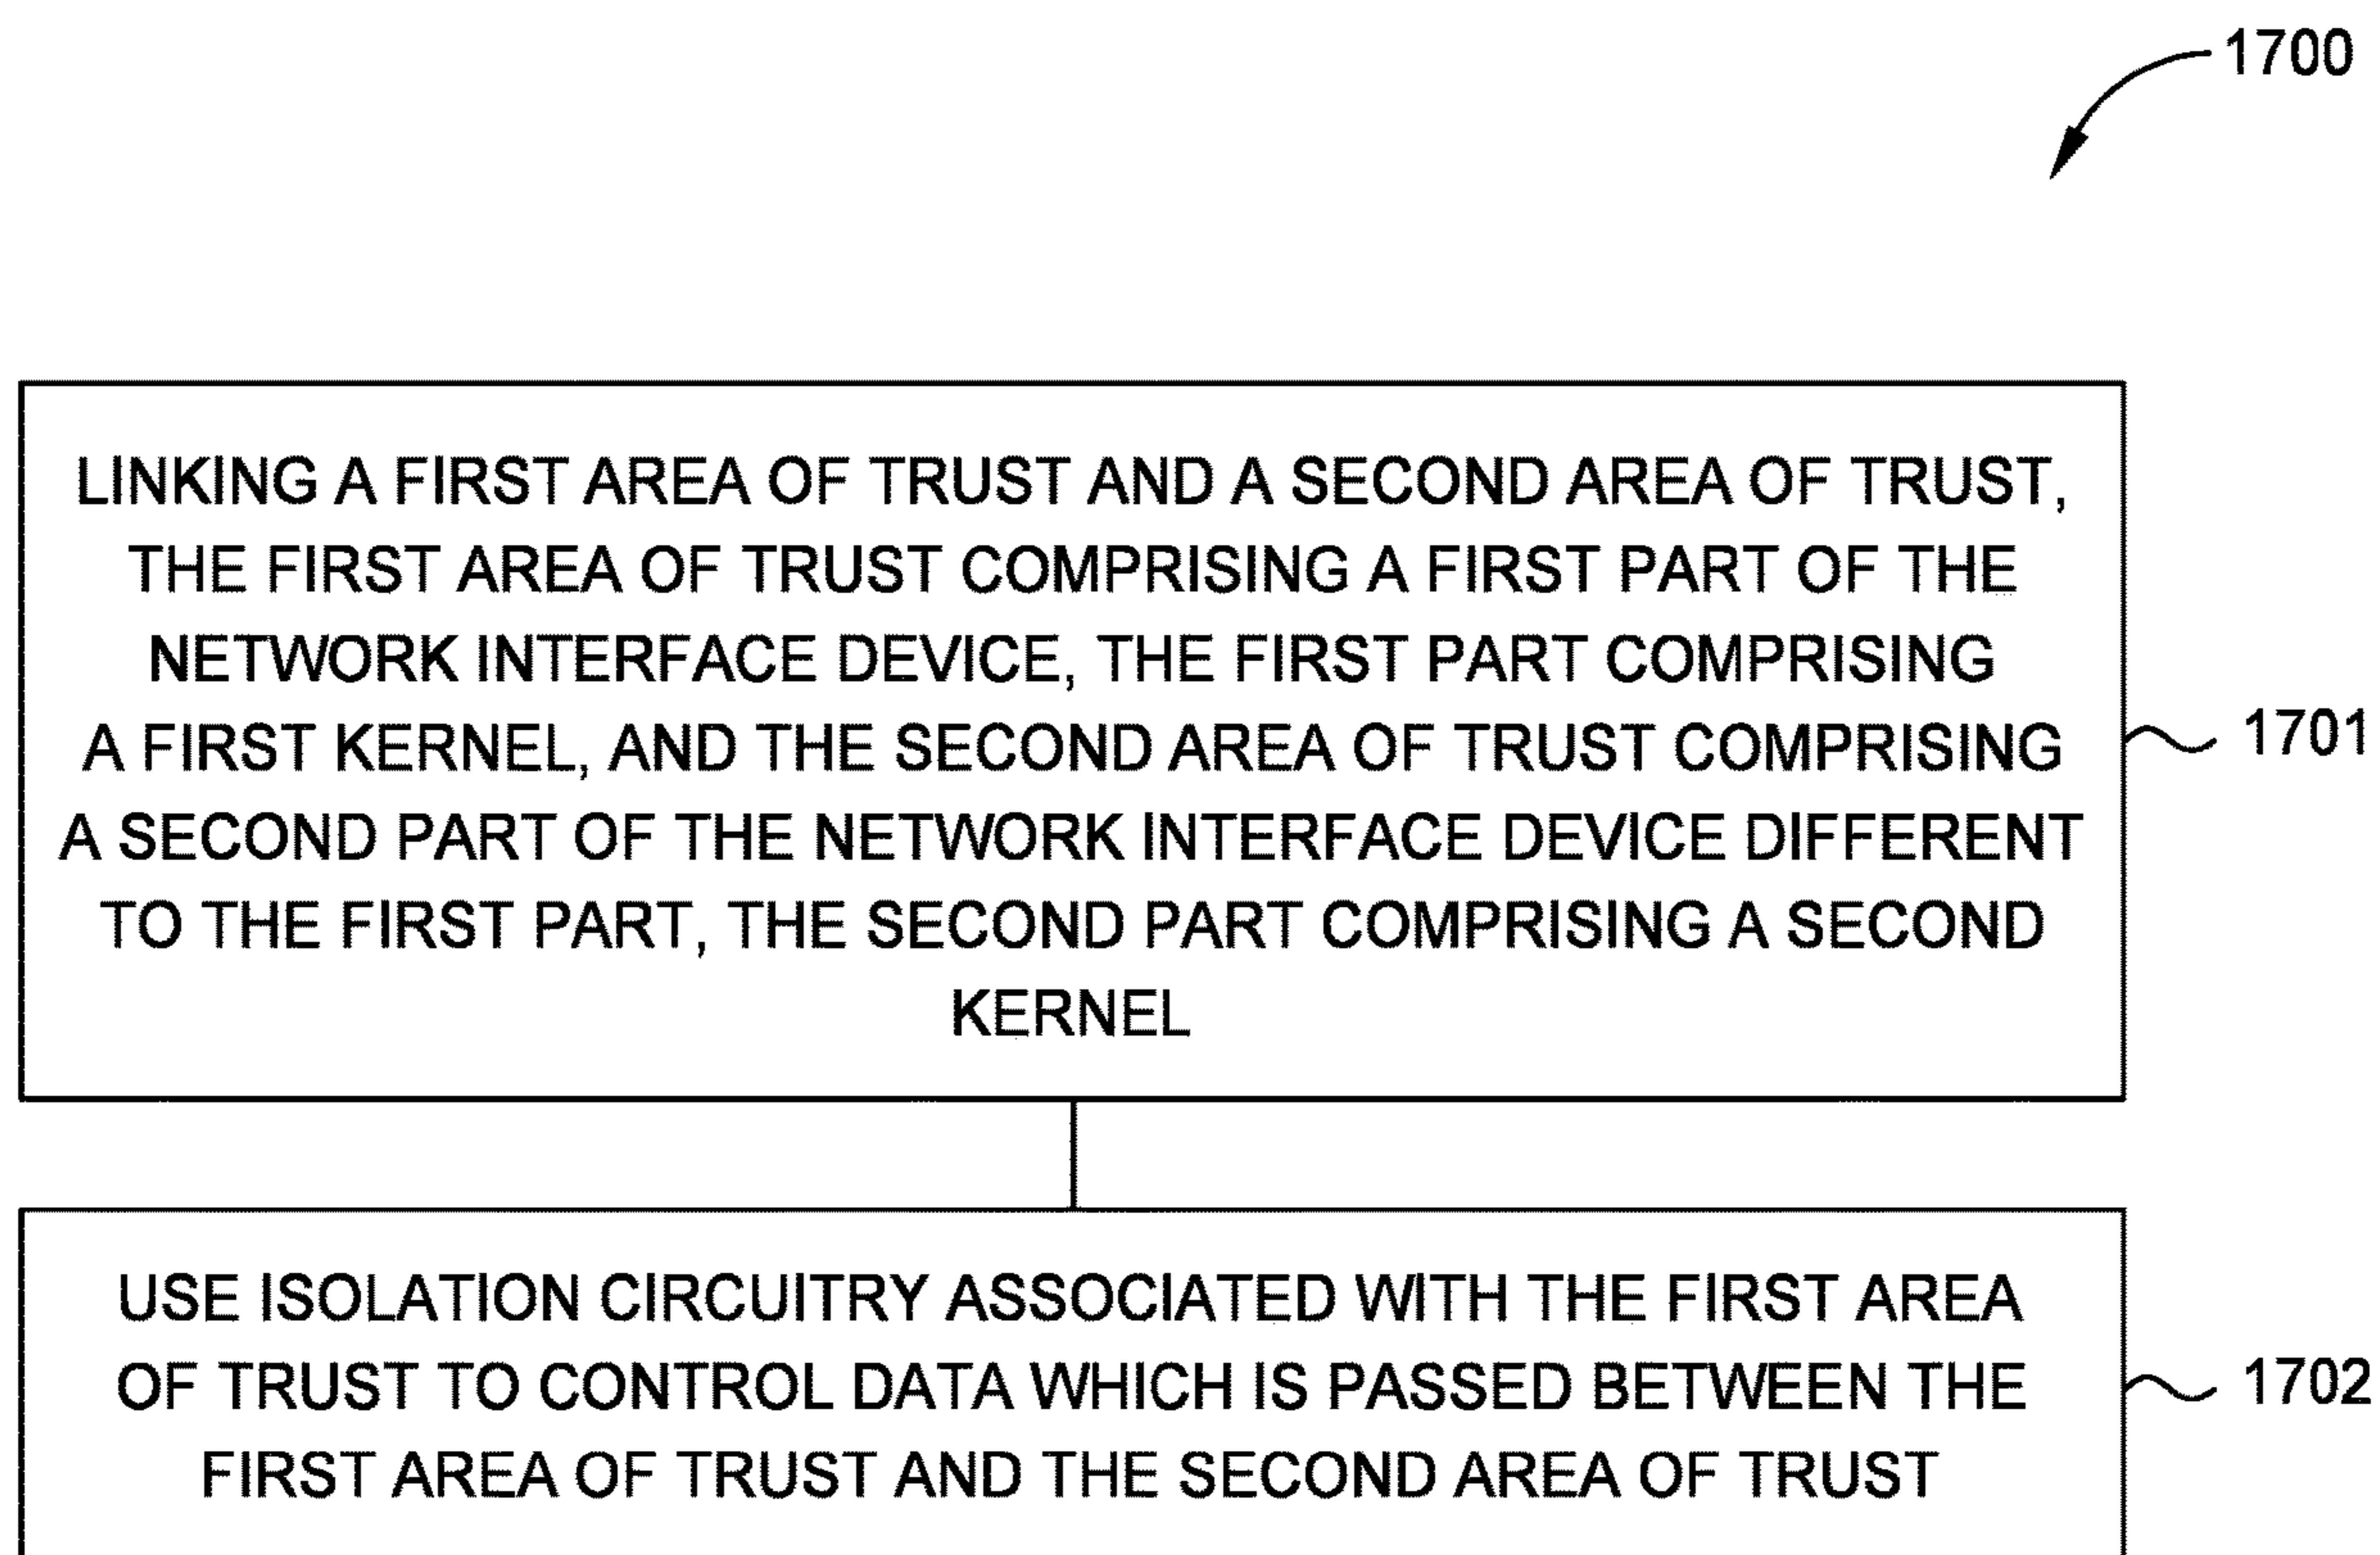 1700
LINKING A FIRST AREA OF TRUST AND A SECOND AREA OF TRUST,
THE FIRST AREA OF TRUST COMPRISING A FIRST PART OF THE
NETWORK INTERFACE DEVICE, THE FIRST PART COMPRISING
A FIRST KERNEL, AND THE SECOND AREA OF TRUST COMPRISING
A SECOND PART OF THE NETWORK INTERFACE DEVICE DIFFERENT
TO THE FIRST PART, THE SECOND PART COMPRISING A SECOND
KERNEL
1701
USE ISOLATION CIRCUITRY ASSOCIATED WITH THE FIRST AREA
OF TRUST TO CONTROL DATA WHICH IS PASSED BETWEEN THE
FIRST AREA OF TRUST AND THE SECOND AREA OF TRUST
1702